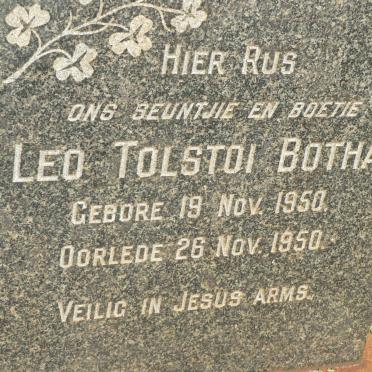 HIER RUS
ONS SEUNTJIE EN BOETIE
LEO TOLSTOI BOTHA
GEBORE 19 NOV. 1950.
OORLEDE 26 NOV. 1950.
VEILIG IN JESUS ARMS.